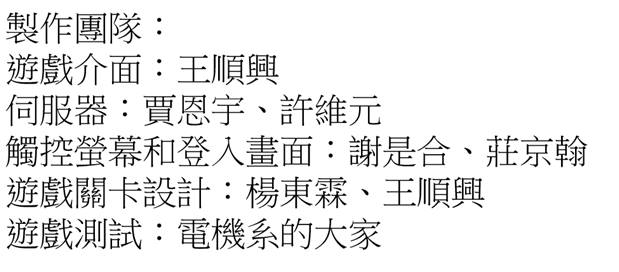 製作團隊：
遊戲介面：王順興
伺服器：賈恩宇、許維元
觸控螢幕和登入畫面：謝是合、莊京翰
遊戲關卡設計：楊東霖、王順興
遊戲測試：電機系的大家